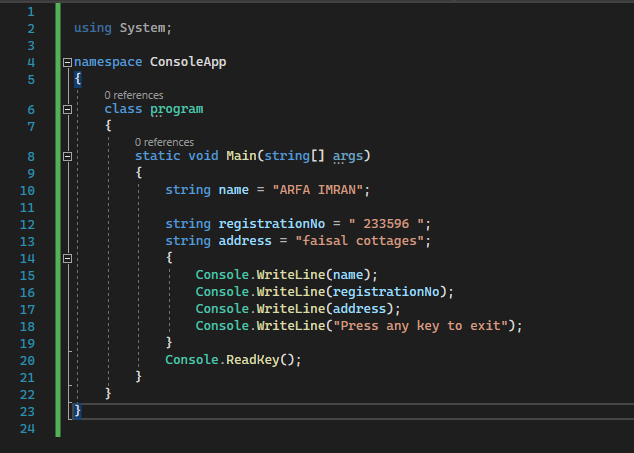 1
2 using System;
3
4 namespace ConsoleApp
5 {
0 references
6 class program
7 {
0 references
8 static void Main(string[] args)
9 {
10 string name = "ARFA IMRAN";
11
12 string registrationNo = " 233596 ";
13 string address = "faisal cottages";
14 {
15 Console.WriteLine(name);
16 Console.WriteLine(registrationNo);
17 Console.WriteLine(address);
18 Console.WriteLine("Press any key to exit");
19 }
20 Console.ReadKey();
21 }
22 }
23 }
24